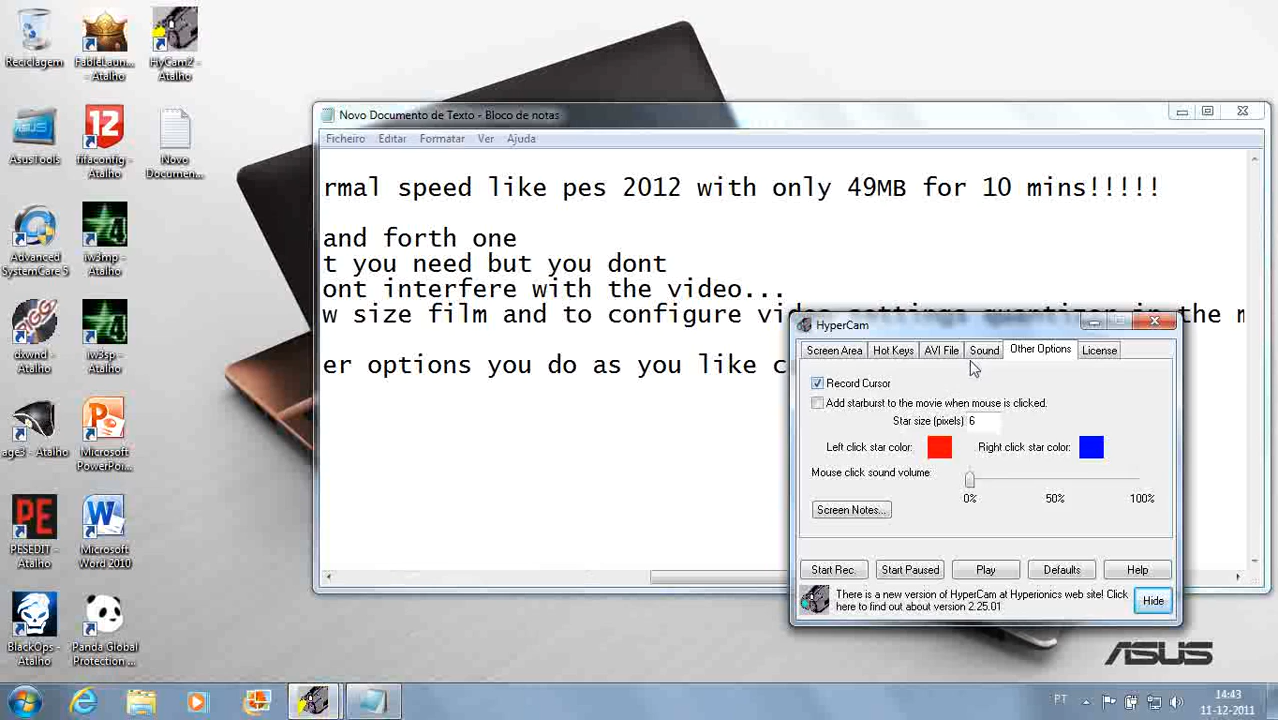 Reciclagem
FableLaun... - Atalho
HyCam2 - Atalho
ASUS
AsusTools
12
fifaconfig - Atalho
Novo Documen...
Advanced SystemCare 5
iw3mp - Atalho
dxwnd - Atalho
iw3sp - Atalho
age3 - Atalho
Microsoft PowerPoi...
PE
PESEDIT - Atalho
Microsoft Word 2010
BlackOps - Atalho
Panda Global Protection ...
Novo Documento de Texto - Bloco de notas
Ficheiro Editar Formatar Ver Ajuda
rmal speed like pes 2012 with only 49MB for 10 mins!!!!!
and forth one
t you need but you dont
ont interfere with the video...
w size film and to configure video settings quantizer in the m
er options you do as you like c
HyperCam
Screen Area Hot Keys AVI File Sound Other Options License
Record Cursor
Add starburst to the movie when mouse is clicked.
Star size (pixels) 6
Left click star color: Right click star color:
Mouse click sound volume:
0% 50% 100%
Screen Notes...
Start Rec. Start Paused Play Defaults Help
There is a new version of HyperCam at Hyperionics web site! Click
here to find out about version 2.25.01
Hide
ASUS
PT
14:43
11-12-2011